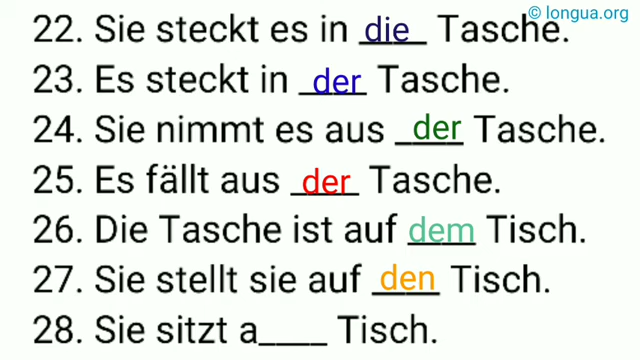 © longua.org
22. Sie steckt es in die Tasche.
23. Es steckt in der Tasche.
24. Sie nimmt es aus der Tasche.
25. Es fällt aus der Tasche.
26. Die Tasche ist auf dem Tisch.
27. Sie stellt sie auf den Tisch.
28. Sie sitzt a____ Tisch.